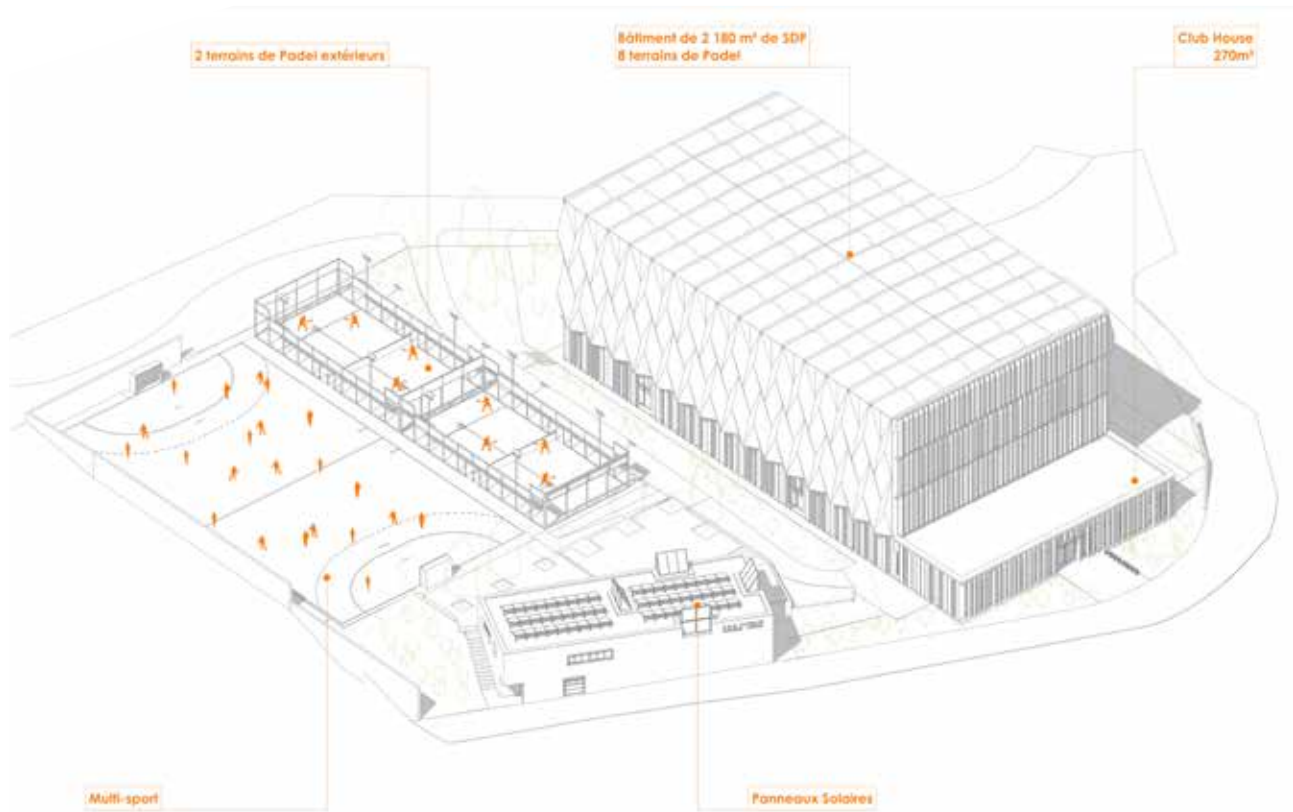 2 terrains de Padel extérieurs
Bâtiment de 2 180 m² de SDP
8 terrains de Padel
Club House
270m²
Multi-sport
Panneaux Solaires